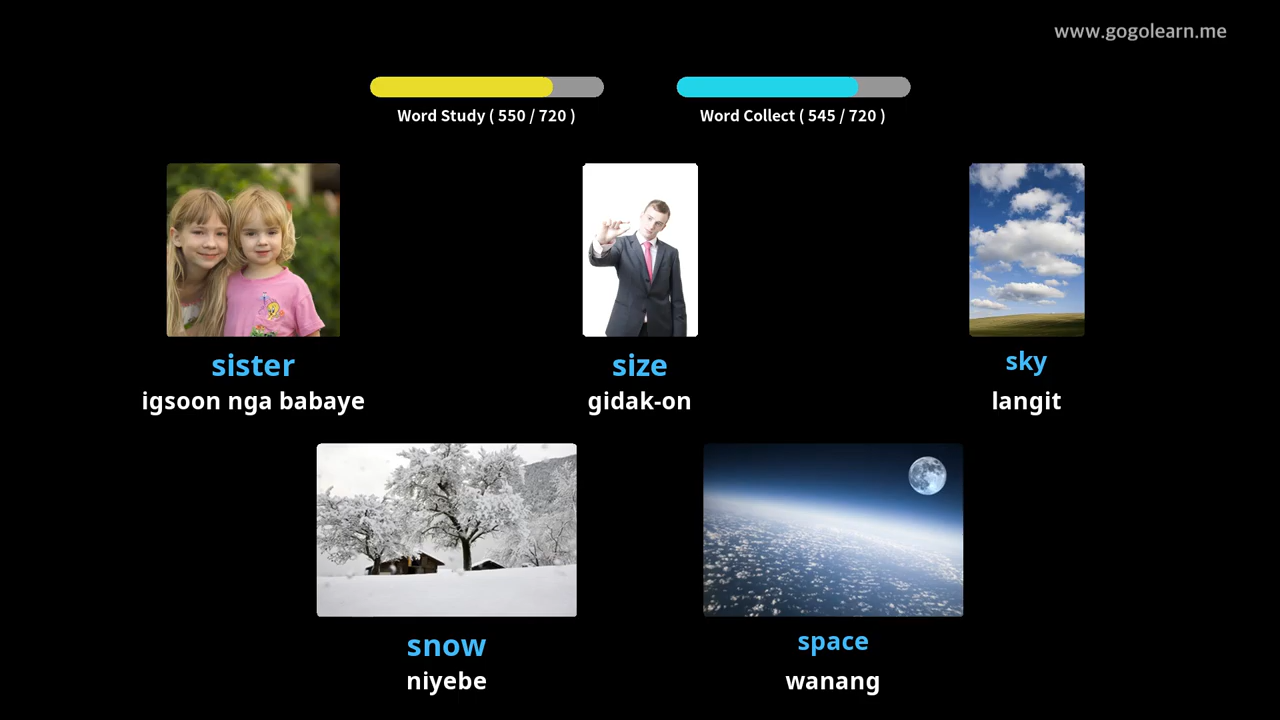 www.gogolearn.me
Word Study ( 550 / 720 )
Word Collect ( 545 / 720 )
sister
igsoon nga babaye
size
gidak-on
sky
langit
snow
niyebe
space
wanang